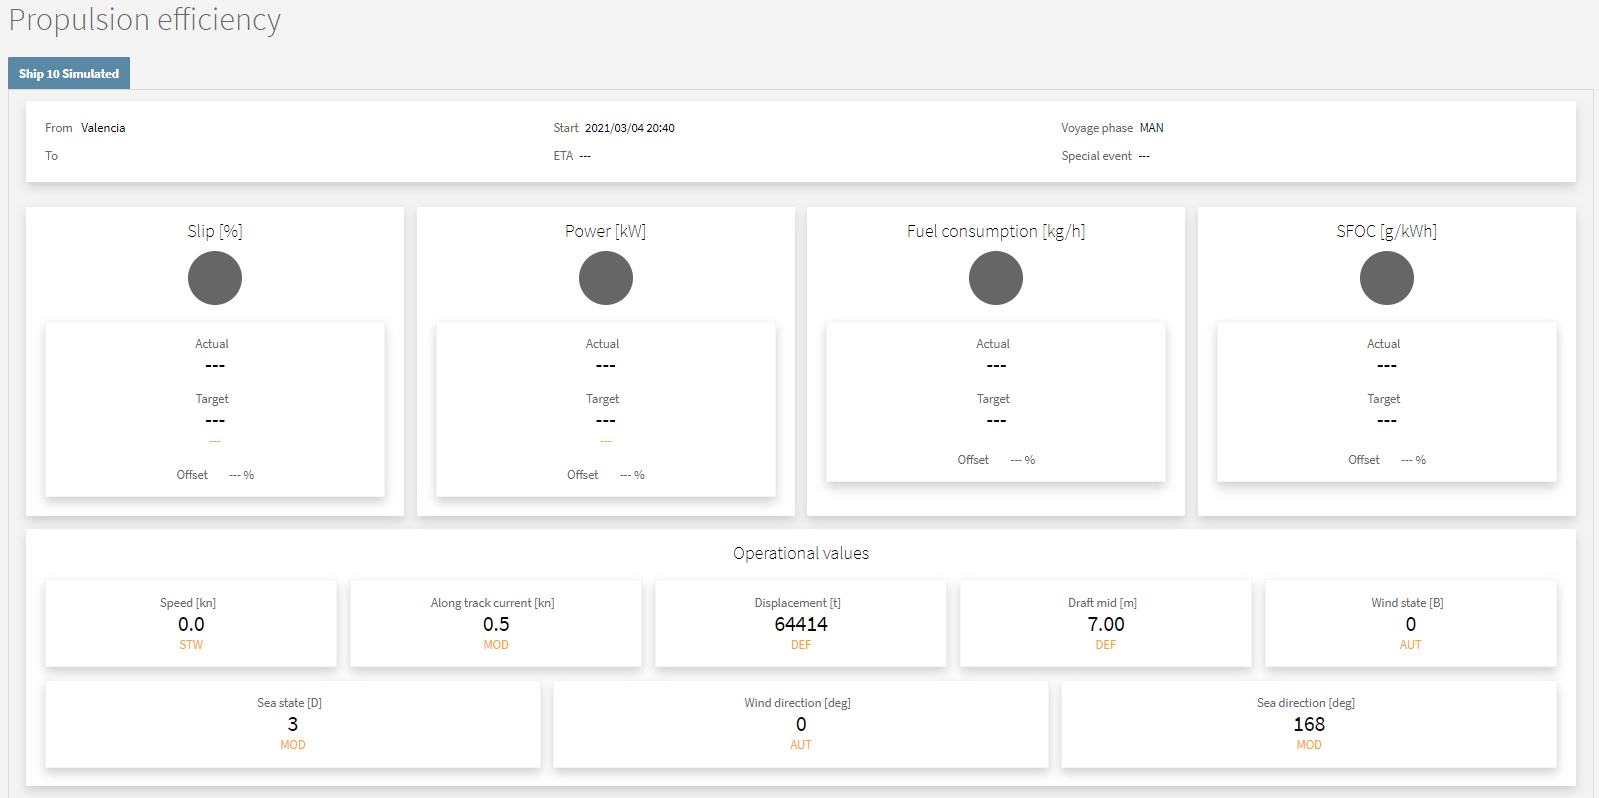 Propulsion efficiency
Ship 10 Simulated
From Valencia Start 2021/03/04 20:40 Voyage phase MAN
To ETA --- Special event ---
Slip [%] Power [kW] Fuel consumption [kg/h] SFOC [g/kWh]
Actual Actual Actual Actual
--- --- --- ---
Target Target Target Target
--- --- --- ---
--- ---
Offset --- % Offset --- % Offset --- % Offset --- %
Operational values
Speed [kn] Along track current [kn] Displacement [t] Draft mid [m] Wind state [B]
0.0 0.5 64414 7.00 0
STW MOD DEF DEF AUT
Sea state [D] Wind direction [deg] Sea direction [deg]
3 0 168
MOD AUT MOD